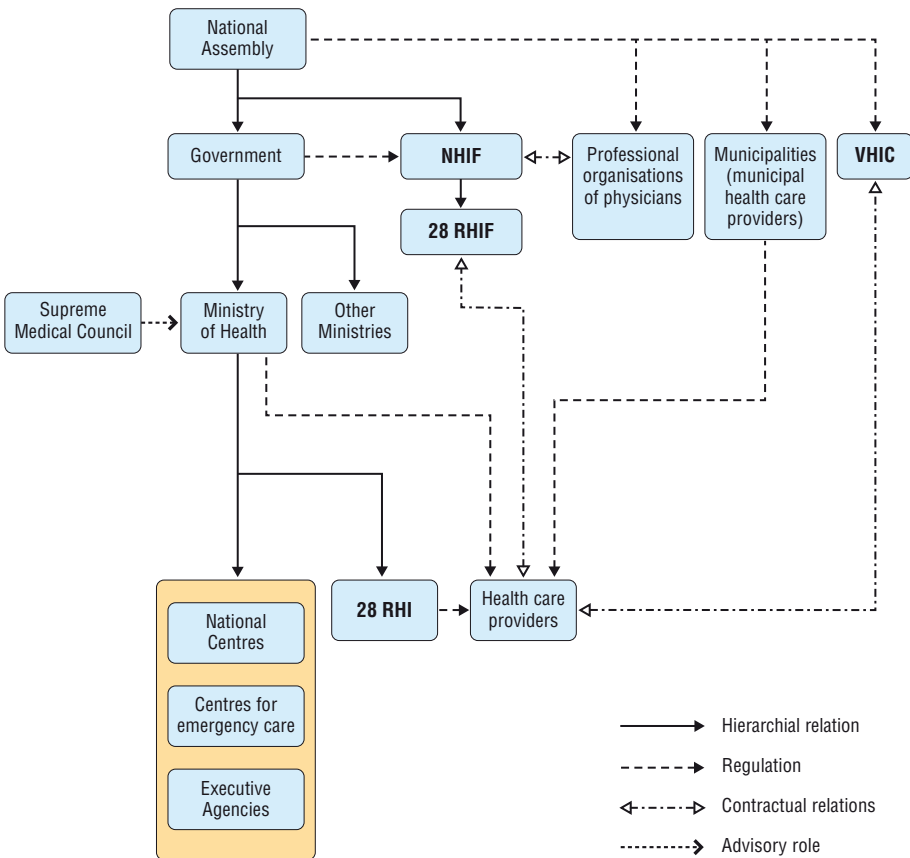 National
Assembly
Government
NHIF
Professional
organisations
of physicians
Municipalities
(municipal
health care
providers)
VHIC
28 RHIF
Supreme
Medical Council
Ministry
of Health
Other
Ministries
National
Centres
28 RHI
Health care
providers
Centres for
emergency care
Executive
Agencies
Hierarchial relation
Regulation
Contractual relations
Advisory role